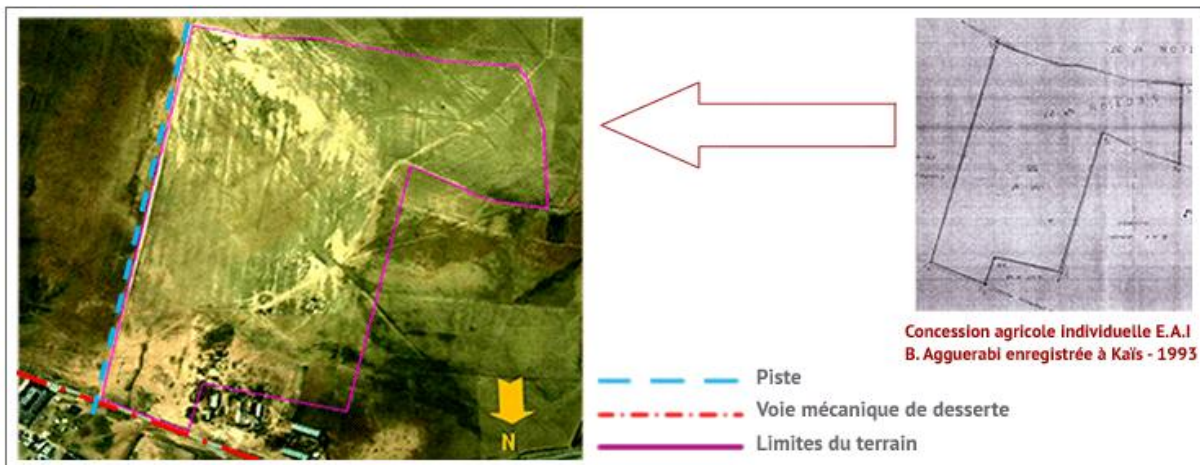 N
Concession agricole individuelle E.A.I
B. Agguerabi enregistrée à Kaïs - 1993
Piste
Voie mécanique de desserte
Limites du terrain